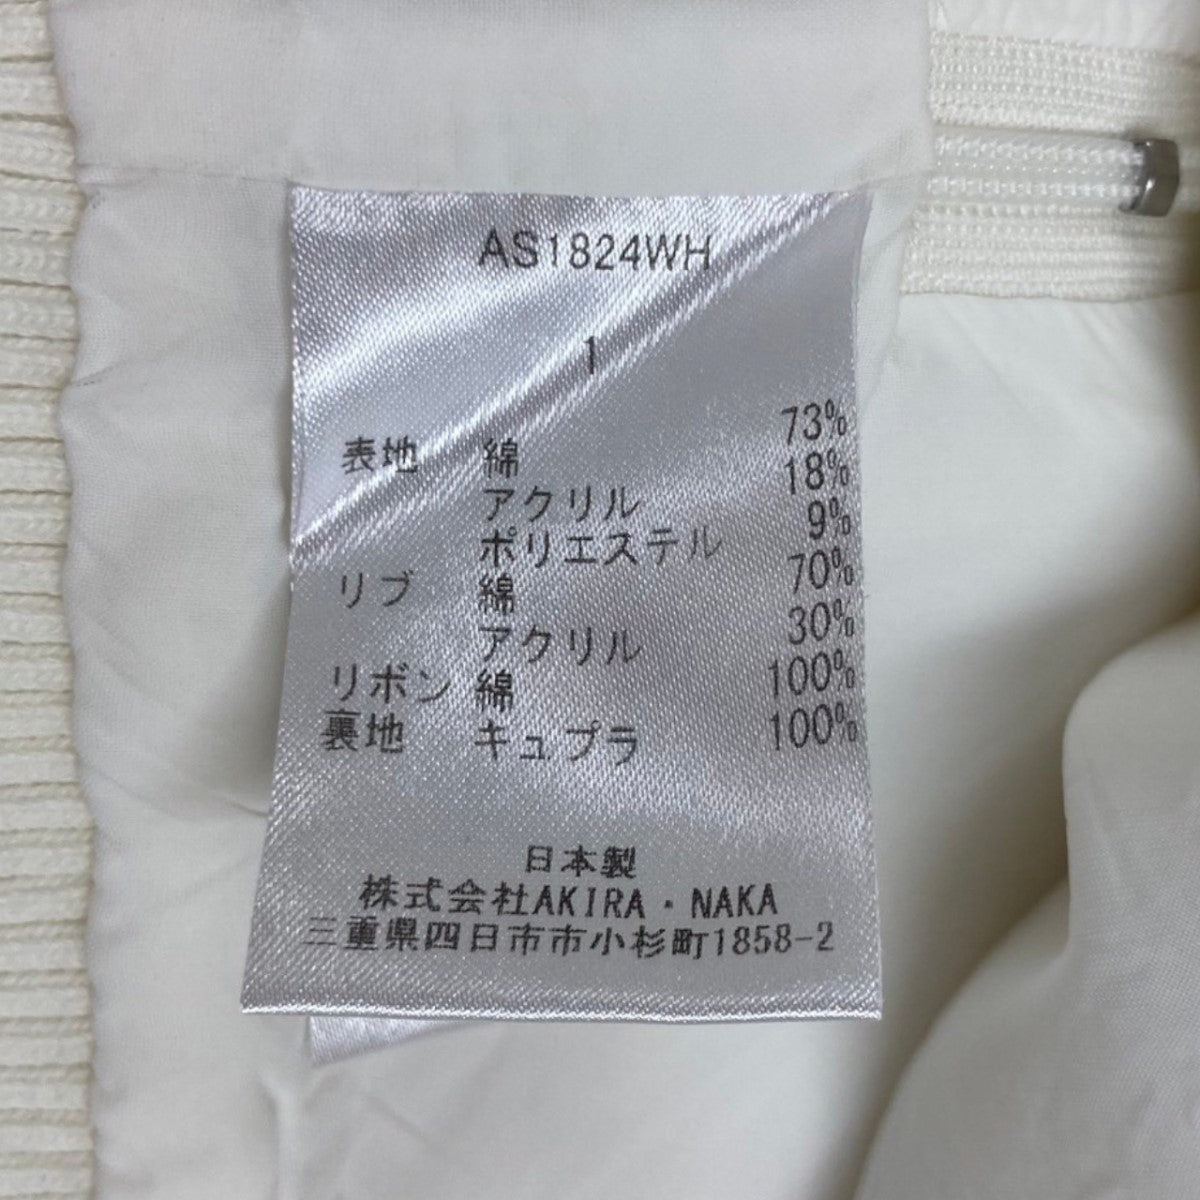 AS1824WH
1
表地 綿 73%
アクリル 18%
ポリエステル 9%
リブ 綿 70%
アクリル 30%
リボン 綿 100%
裏地 キュプラ 100%
日本製
株式会社AKIRA・NAKA
三重県四日市市小杉町1858-2